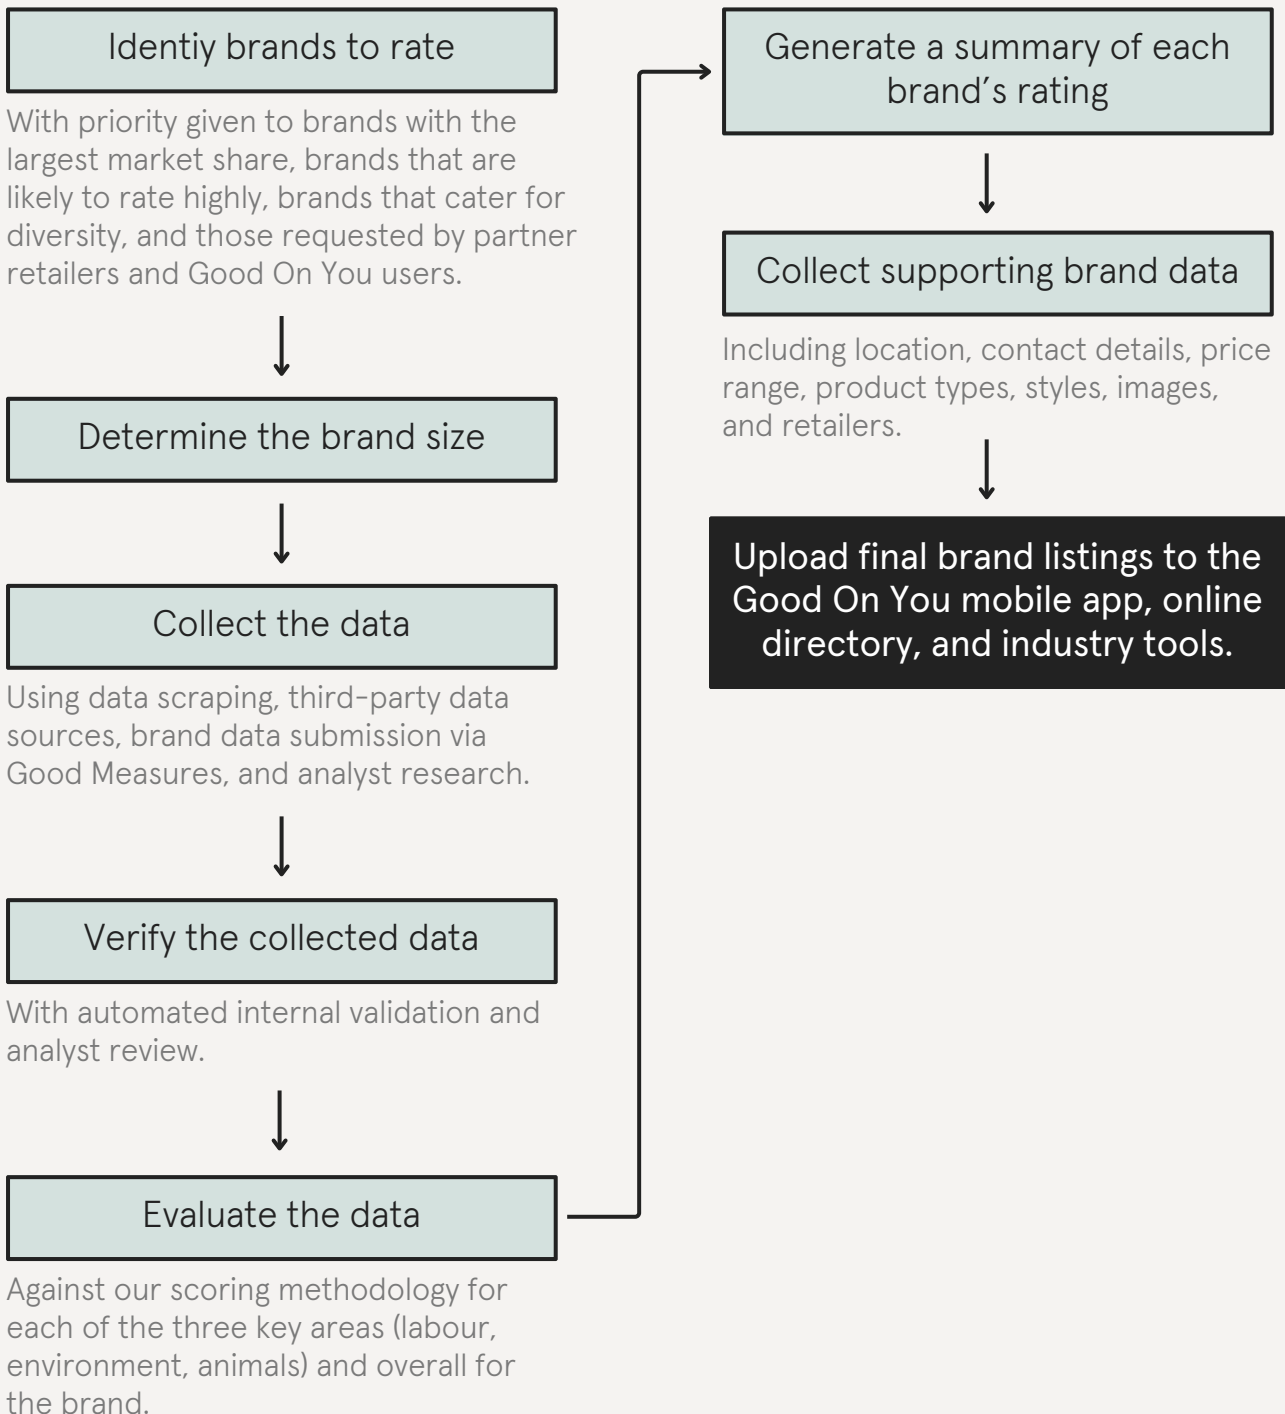 Identiy brands to rate
With priority given to brands with the
largest market share, brands that are
likely to rate highly, brands that cater for
diversity, and those requested by partner
retailers and Good On You users.
Determine the brand size
Collect the data
Using data scraping, third-party data
sources, brand data submission via
Good Measures, and analyst research.
Verify the collected data
With automated internal validation and
analyst review.
Evaluate the data
Against our scoring methodology for
each of the three key areas (labour,
environment, animals) and overall for
the brand.
Generate a summary of each
brand's rating
Collect supporting brand data
Including location, contact details, price
range, product types, styles, images,
and retailers.
Upload final brand listings to the
Good On You mobile app, online
directory, and industry tools.